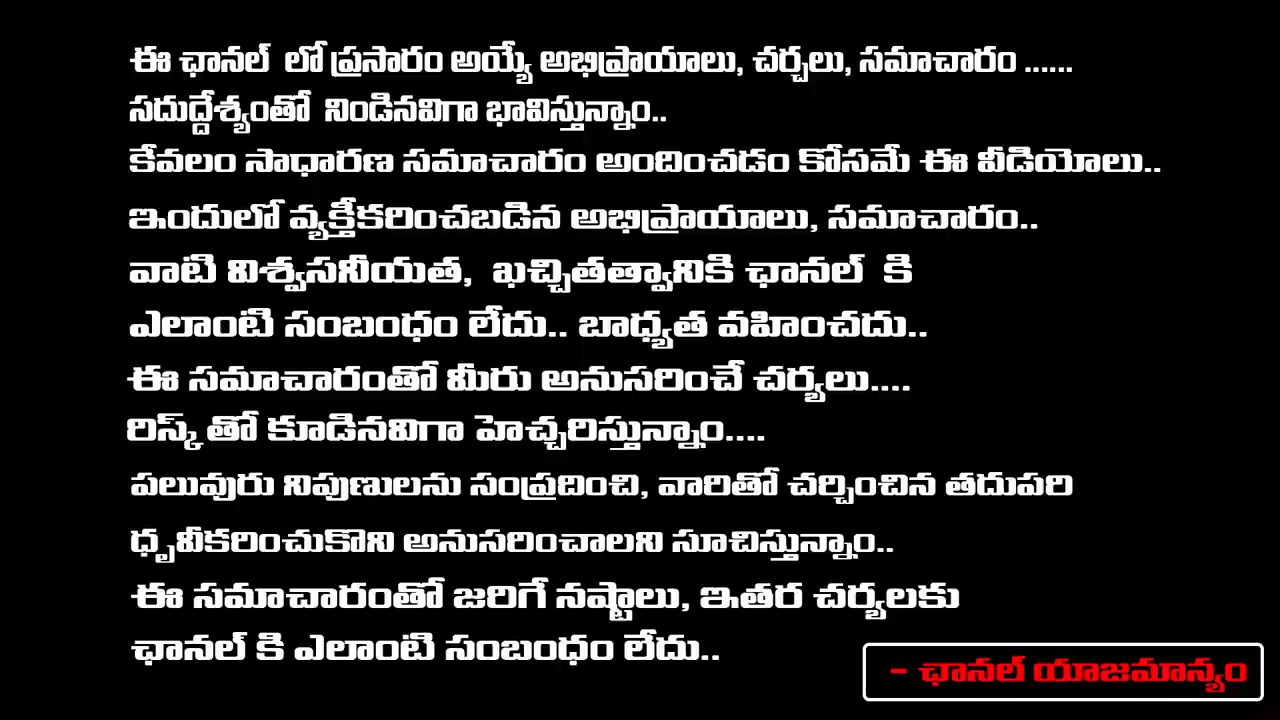 ఈ ఛానల్ లో ప్రసారం అయ్యే అభిప్రాయాలు, చర్చలు, సమాచారం ......
సదుద్దేశ్యంతో నిండినవిగా భావిస్తున్నాం..
కేవలం సాధారణ సమాచారం అందించడం కోసమే ఈ వీడియోలు..
ఇందులో వ్యక్తీకరించబడిన అభిప్రాయాలు, సమాచారం..
వాటి విశ్వసనీయత, ఖచ్చితత్వానికి ఛానల్ కి
ఎలాంటి సంబంధం లేదు.. బాధ్యత వహించదు..
ఈ సమాచారంతో మీరు అనుసరించే చర్యలు....
రిస్క్ తో కూడినవిగా హెచ్చరిస్తున్నాం....
పలువురు నిపుణులను సంప్రదించి, వారితో చర్చించిన తదుపరి
ధృవీకరించుకొని అనుసరించాలని సూచిస్తున్నాం..
ఈ సమాచారంతో జరిగే నష్టాలు, ఇతర చర్యలకు
ఛానల్ కి ఎలాంటి సంబంధం లేదు..
- ఛానల్ యాజమాన్యం